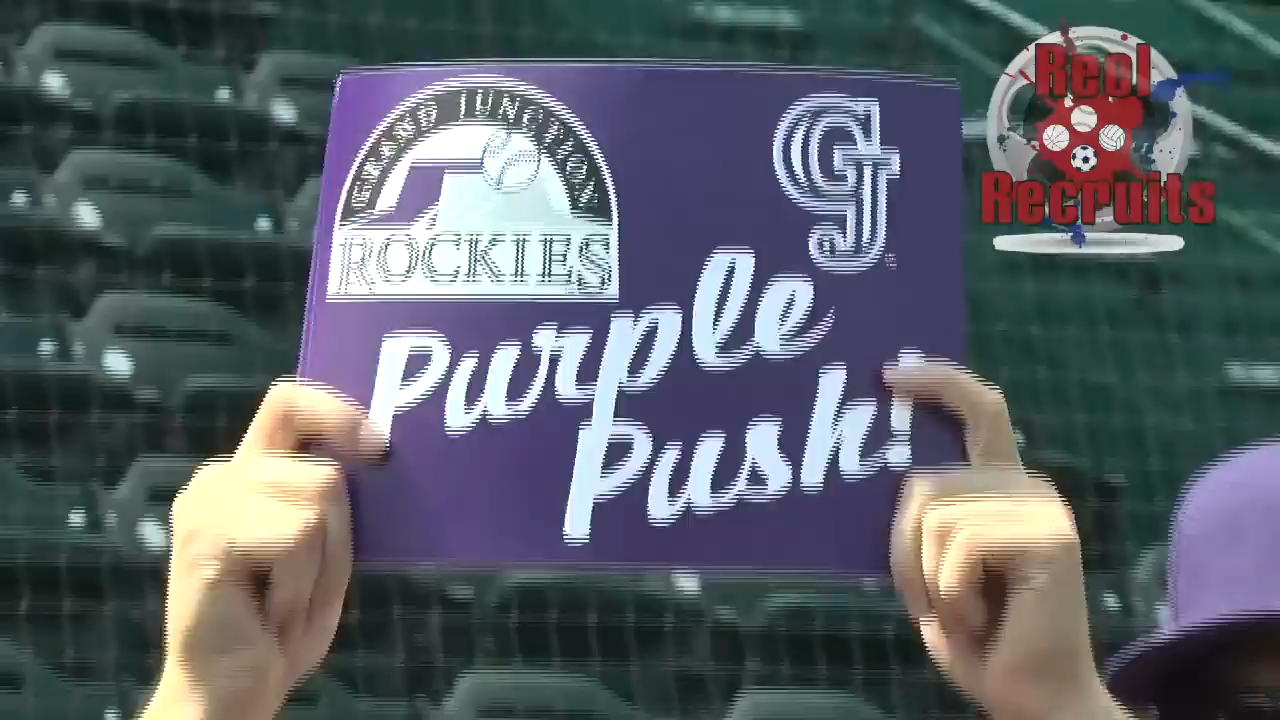 GRAND JUNCTION
ROCKIES
GJ
Purple
Push!
Reel
Recruits